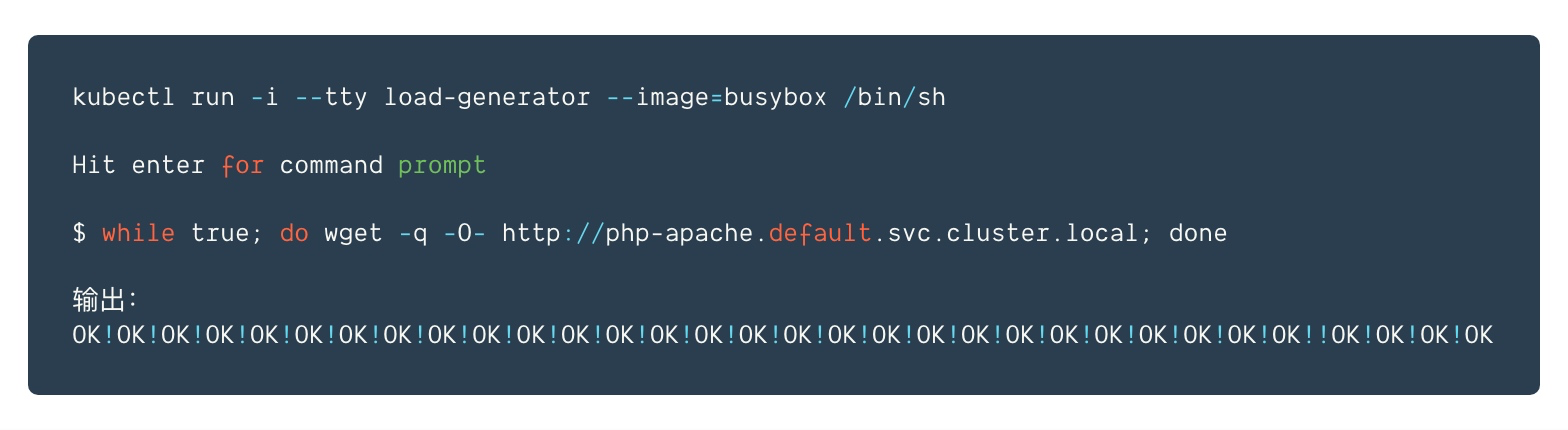 kubectl run -i --tty load-generator --image=busybox /bin/sh
Hit enter for command prompt
$ while true; do wget -q -O- http://php-apache.default.svc.cluster.local; done
输出：
OK!OK!OK!OK!OK!OK!OK!OK!OK!OK!OK!OK!OK!OK!OK!OK!OK!OK!OK!OK!OK!OK!OK!OK!OK!OK!OK!OK!!OK!OK!OK!OK